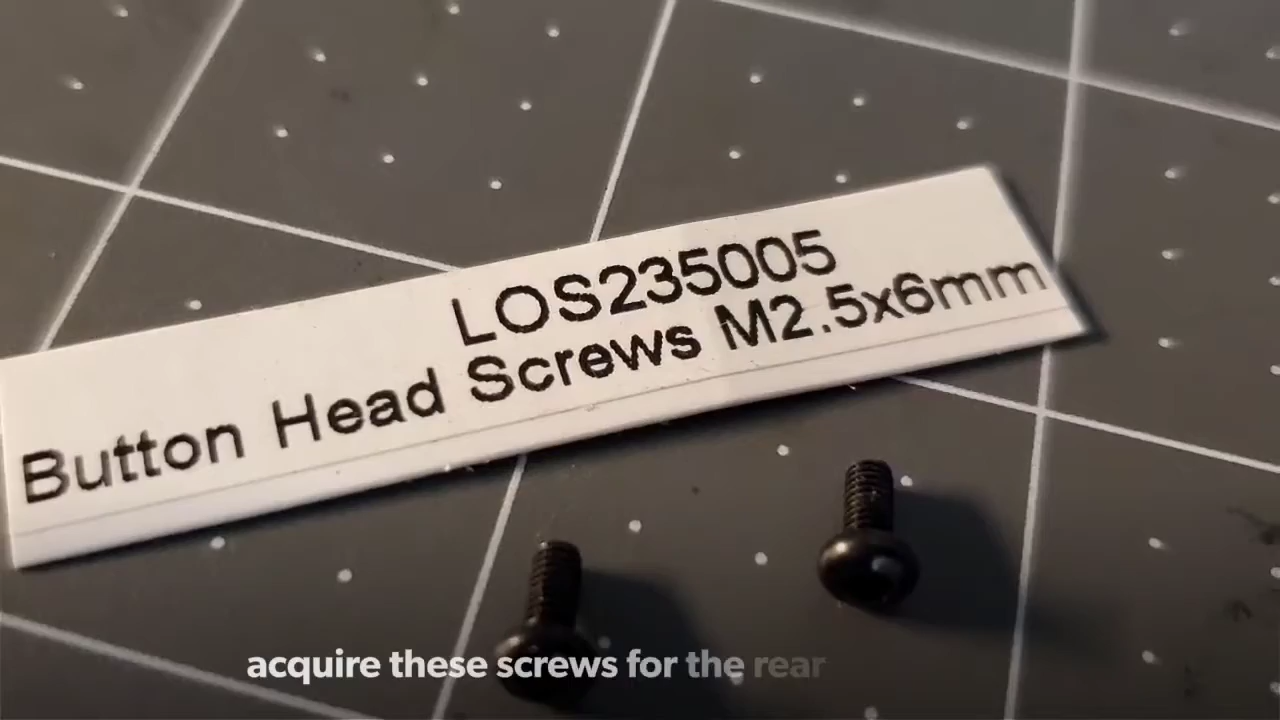 LOS235005
Button Head Screws M2.5x6mm
acquire these screws for the rear